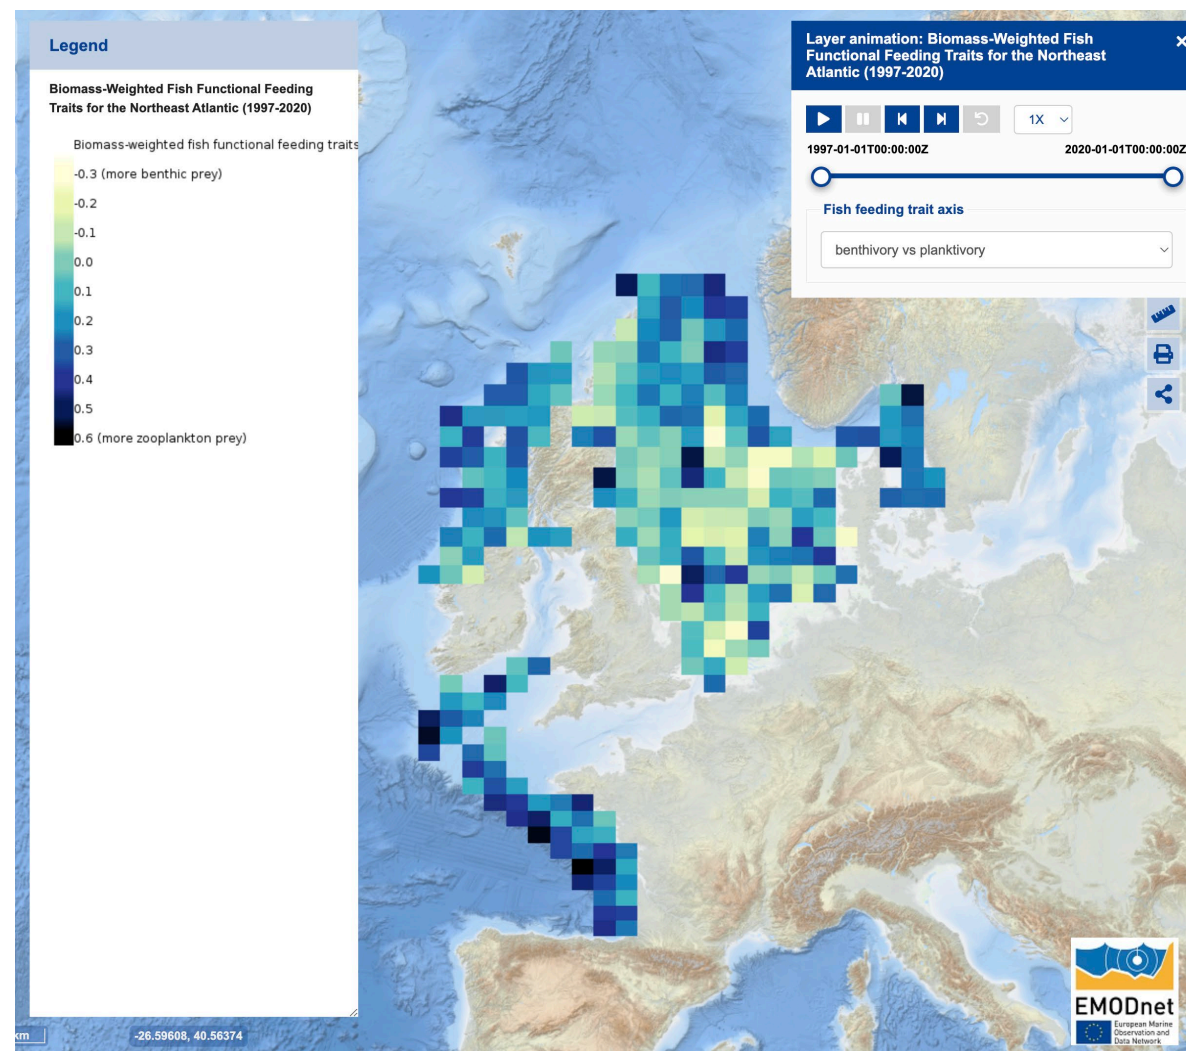 Legend
Biomass-Weighted Fish Functional Feeding
Traits for the Northeast Atlantic (1997-2020)
Biomass-weighted fish functional feeding traits
-0.3 (more benthic prey)
-0.2
-0.1
0.0
0.1
0.2
0.3
0.4
0.5
0.6 (more zooplankton prey)
Layer animation: Biomass-Weighted Fish
Functional Feeding Traits for the Northeast
Atlantic (1997-2020)
1X
1997-01-01T00:00:00Z 2020-01-01T00:00:00Z
Fish feeding trait axis
benthivory vs planktivory
km
-26.59608, 40.56374
EMODnet
European Marine
Observation and
Data Network